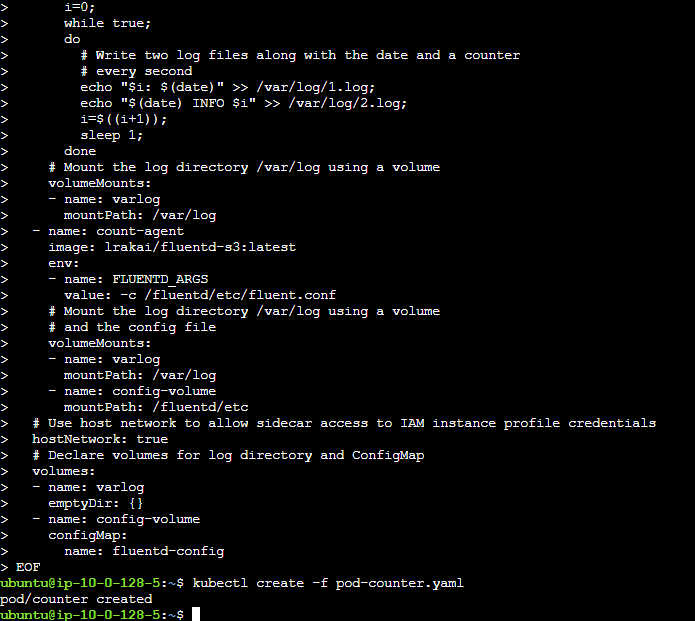 >       i=0;
>       while true;
>       do
>         # Write two log files along with the date and a counter
>         # every second
>         echo "$i: $(date)" >> /var/log/1.log;
>         echo "$(date) INFO $i" >> /var/log/2.log;
>         i=$((i+1));
>         sleep 1;
>       done
>     # Mount the log directory /var/log using a volume
>     volumeMounts:
>     - name: varlog
>       mountPath: /var/log
>   - name: count-agent
>     image: lrakai/fluentd-s3:latest
>     env:
>     - name: FLUENTD_ARGS
>       value: -c /fluentd/etc/fluent.conf
>     # Mount the log directory /var/log using a volume
>     # and the config file
>     volumeMounts:
>     - name: varlog
>       mountPath: /var/log
>     - name: config-volume
>       mountPath: /fluentd/etc
>   # Use host network to allow sidecar access to IAM instance profile credentials
>   hostNetwork: true
>   # Declare volumes for log directory and ConfigMap
>   volumes:
>   - name: varlog
>     emptyDir: {}
>   - name: config-volume
>     configMap:
>       name: fluentd-config
> EOF
ubuntu@ip-10-0-128-5:~$ kubectl create -f pod-counter.yaml
pod/counter created
ubuntu@ip-10-0-128-5:~$